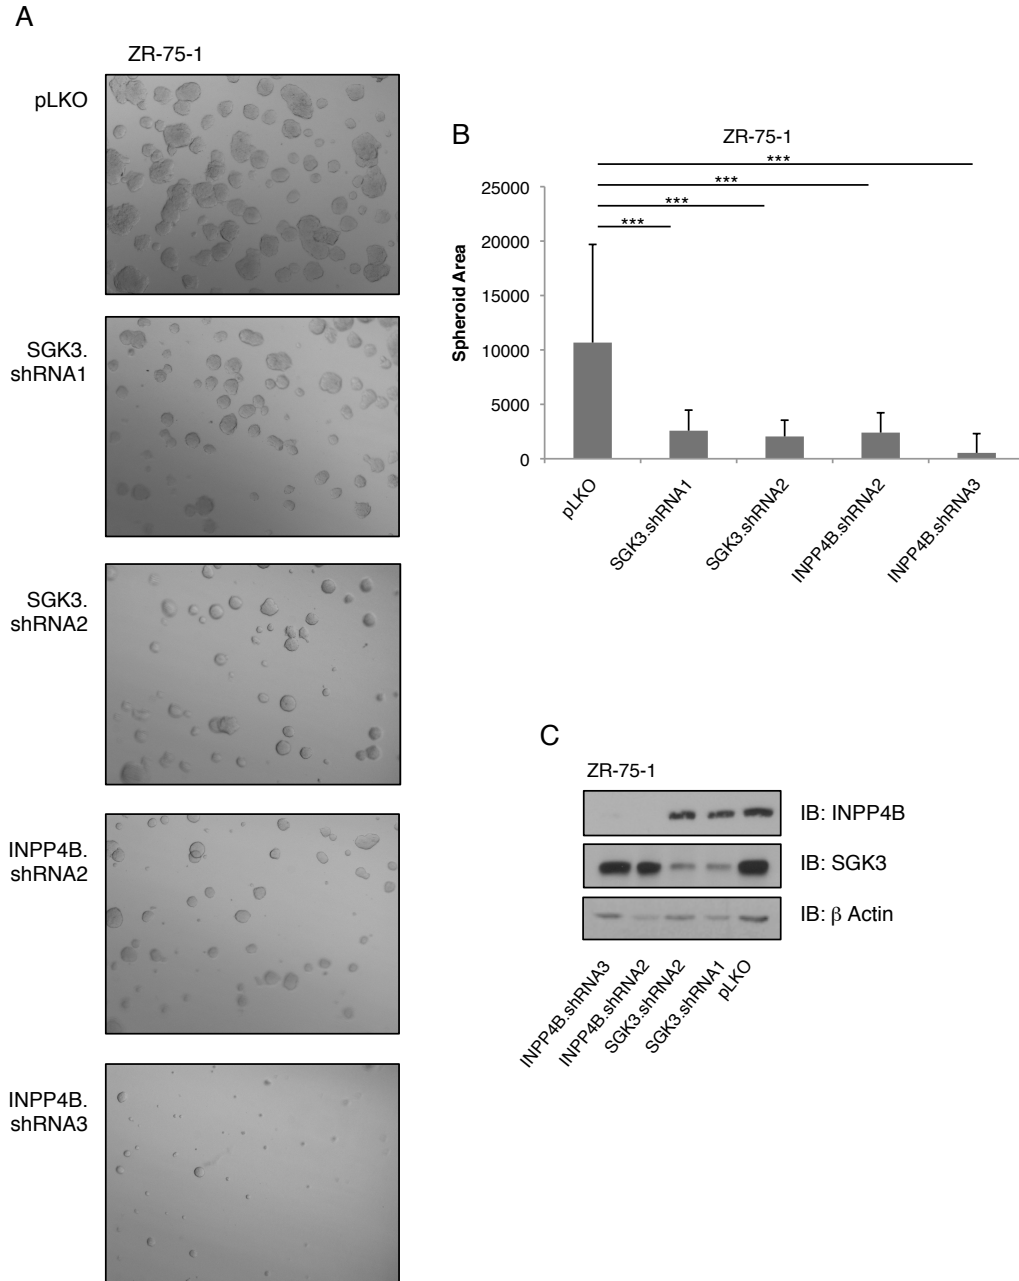 A
ZR-75-1
pLKO
SGK3.
shRNA1
SGK3.
shRNA2
INPP4B.
shRNA2
INPP4B.
shRNA3
B
ZR-75-1
***
***
***
***
Spheroid Area
25000
20000
15000
10000
5000
0
pLKO
SGK3.shRNA1
SGK3.shRNA2
INPP4B.shRNA2
INPP4B.shRNA3
C
ZR-75-1
IB: INPP4B
IB: SGK3
IB: β Actin
INPP4B.shRNA3
INPP4B.shRNA2
SGK3.shRNA2
SGK3.shRNA1
pLKO